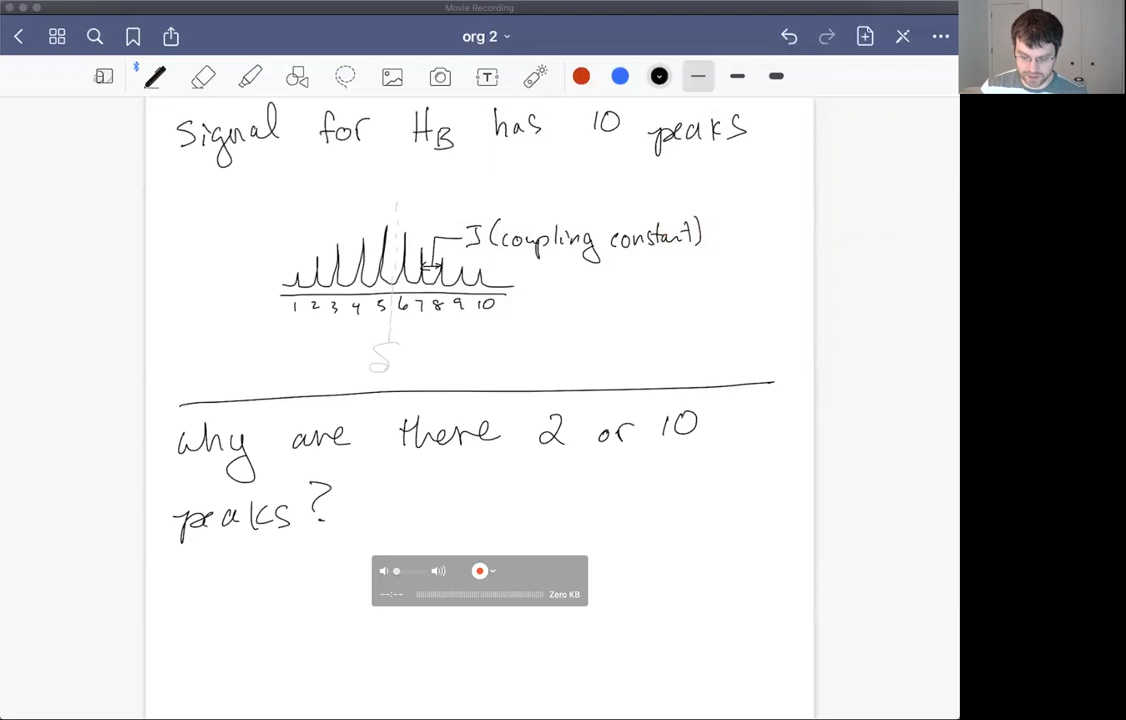 Movie Recording
org 2
T
Signal for HB has 10 peaks
J (coupling constant)
1 2 3 4 5 6 7 8 9 10
δ
why are there 2 or 10
peaks?
--:-- Zero KB